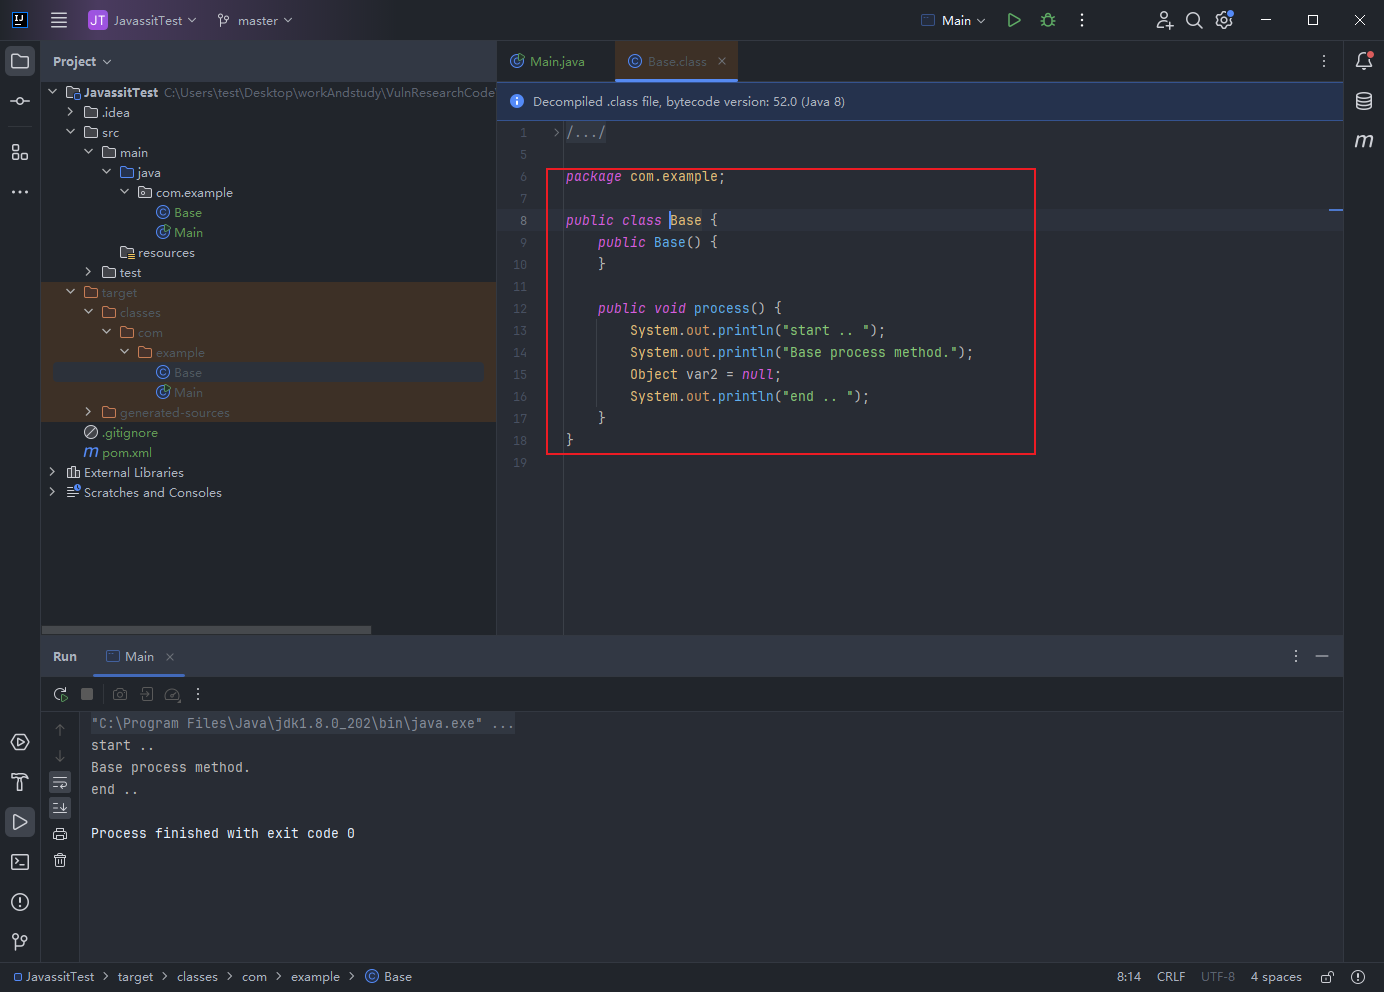 JT JavassitTest master Main
Project
JavassitTest C:\Users\test\Desktop\workAndstudy\VulnResearchCode
.idea
src
main
java
com.example
Base
Main
resources
test
target
classes
com
example
Base
Main
generated-sources
.gitignore
pom.xml
External Libraries
Scratches and Consoles
Main.java Base.class
Decompiled .class file, bytecode version: 52.0 (Java 8)
1 /.../
5
6 package com.example;
7
8 public class Base {
9 public Base() {
10 }
11
12 public void process() {
13 System.out.println("start .. ");
14 System.out.println("Base process method.");
15 Object var2 = null;
16 System.out.println("end .. ");
17 }
18 }
19
Run Main
"C:\Program Files\Java\jdk1.8.0_202\bin\java.exe" ...
start ..
Base process method.
end ..
Process finished with exit code 0
JavassitTest > target > classes > com > example > Base 8:14 CRLF UTF-8 4 spaces